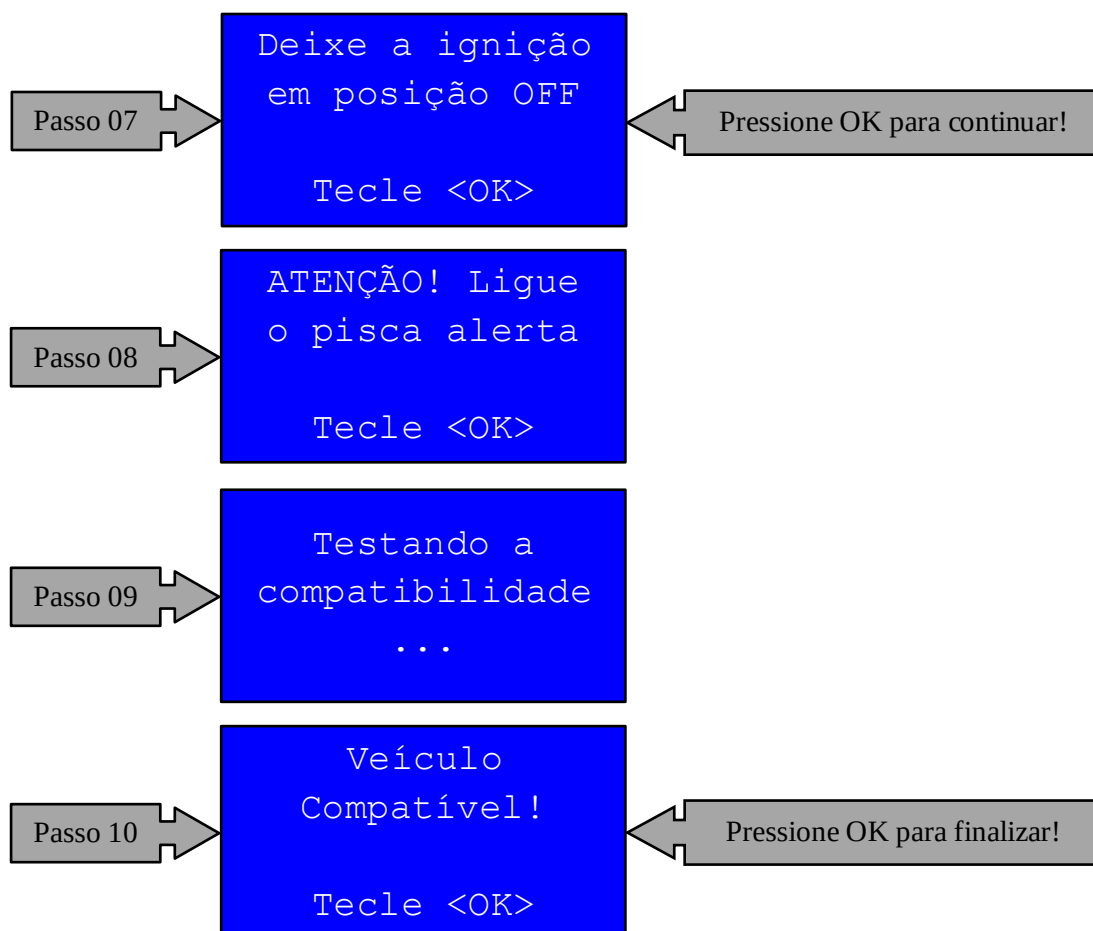 Deixe a ignição
em posição OFF
Passo 07
Pressione OK para continuar!
Tecle <OK>
ATENÇÃO! Ligue
o pisca alerta
Passo 08
Tecle <OK>
Testando a
compatibilidade
Passo 09
...
Veículo
Compatível!
Passo 10
Pressione OK para finalizar!
Tecle <OK>